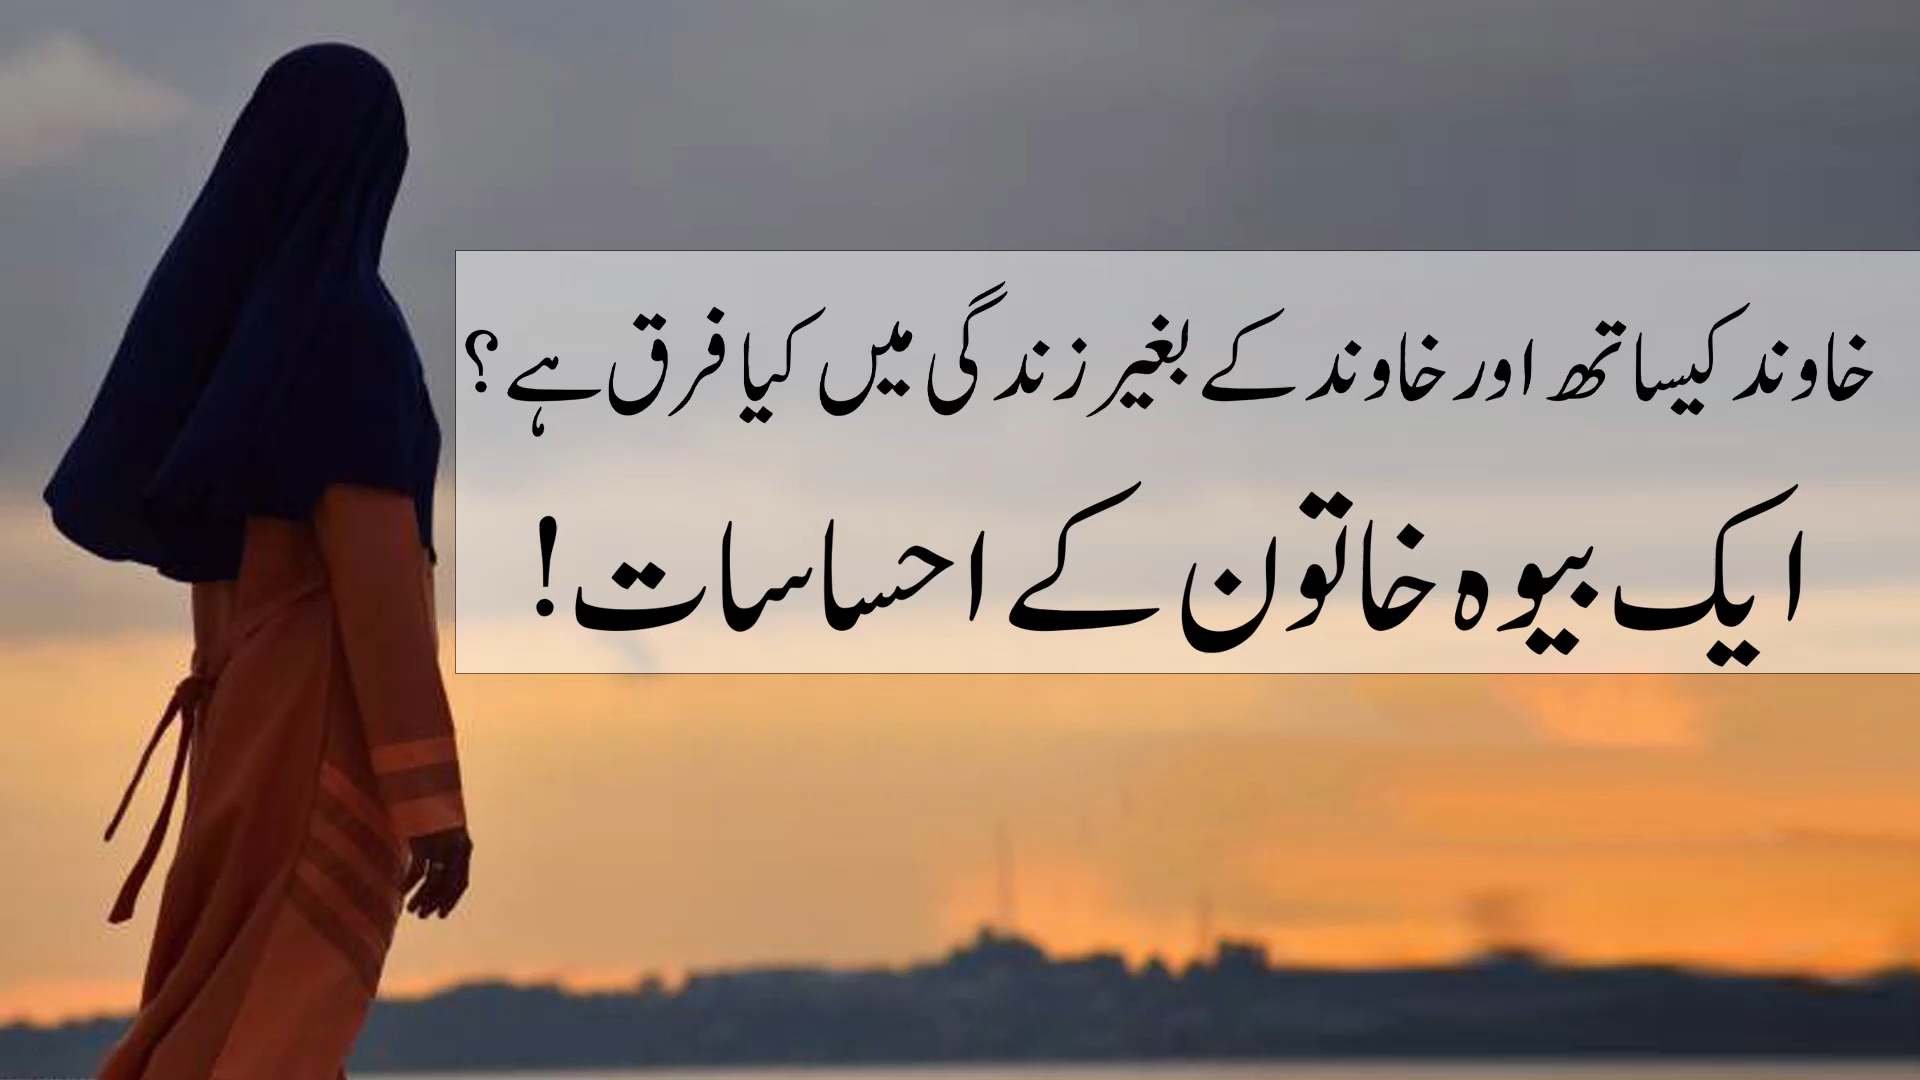 خاوند کیساتھ اور خاوند کے بغیر زندگی میں کیا فرق ہے؟
ایک بیوہ خاتون کے احساسات!